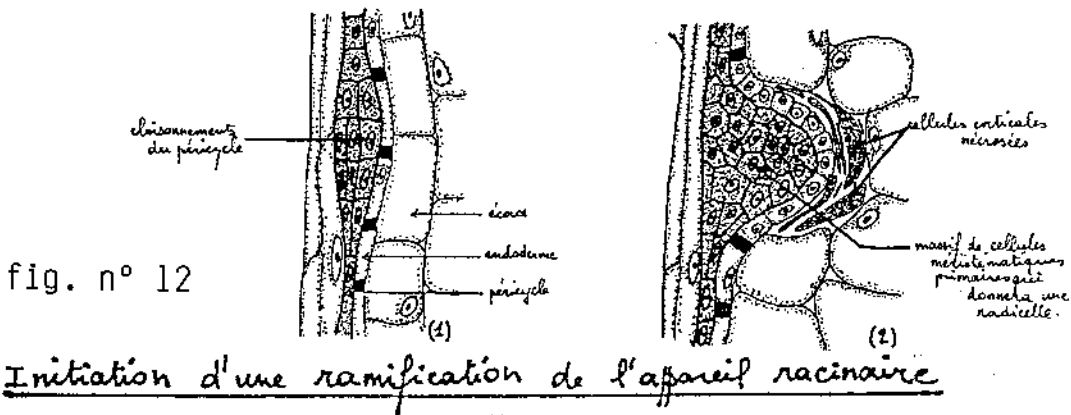 cloisonnements
du péricycle
écorce
endoderme
péricycle
(1)
cellules corticales
nécrosées
massif de cellules
méristématiques
primaires qui
donnera une
radicelle.
(2)
fig. n° 12
Initiation d'une ramification de l'appareil racinaire